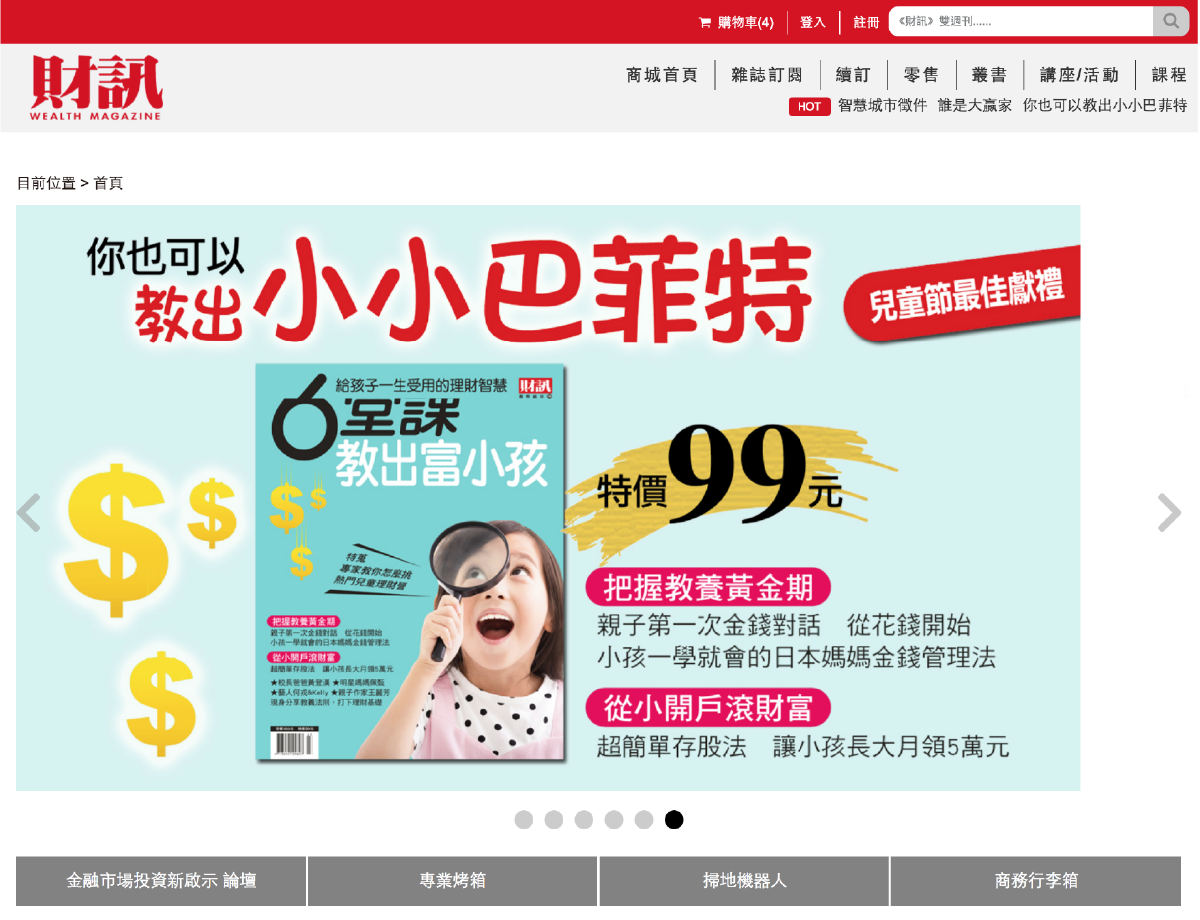 購物車(4) 登入 註冊 《財訊》雙週刊......
財訊
WEALTH MAGAZINE
商城首頁 雜誌訂閱 續訂 零售 叢書 講座/活動 課程
HOT 智慧城市徵件 誰是大贏家 你也可以教出小小巴菲特
目前位置 > 首頁
你也可以
教出小小巴菲特
兒童節最佳獻禮
給孩子一生受用的理財智慧 財訊
6堂課
教出富小孩
特蒐
專家教你怎麼挑
熱門兒童理財營
把握教養黃金期
親子第一次金錢對話 從花錢開始
小孩一學就會的日本媽媽金錢管理法
從小開戶滾財富
超簡單存股法 讓小孩長大月領5萬元
★校長爸爸黃登漢 ★明星媽媽佩甄
★藝人何戎&Kelly ★親子作家王麗芳
現身分享教養法則,打下理財基礎
特價99元
把握教養黃金期
親子第一次金錢對話 從花錢開始
小孩一學就會的日本媽媽金錢管理法
從小開戶滾財富
超簡單存股法 讓小孩長大月領5萬元
金融市場投資新啟示 論壇 專業烤箱 掃地機器人 商務行李箱